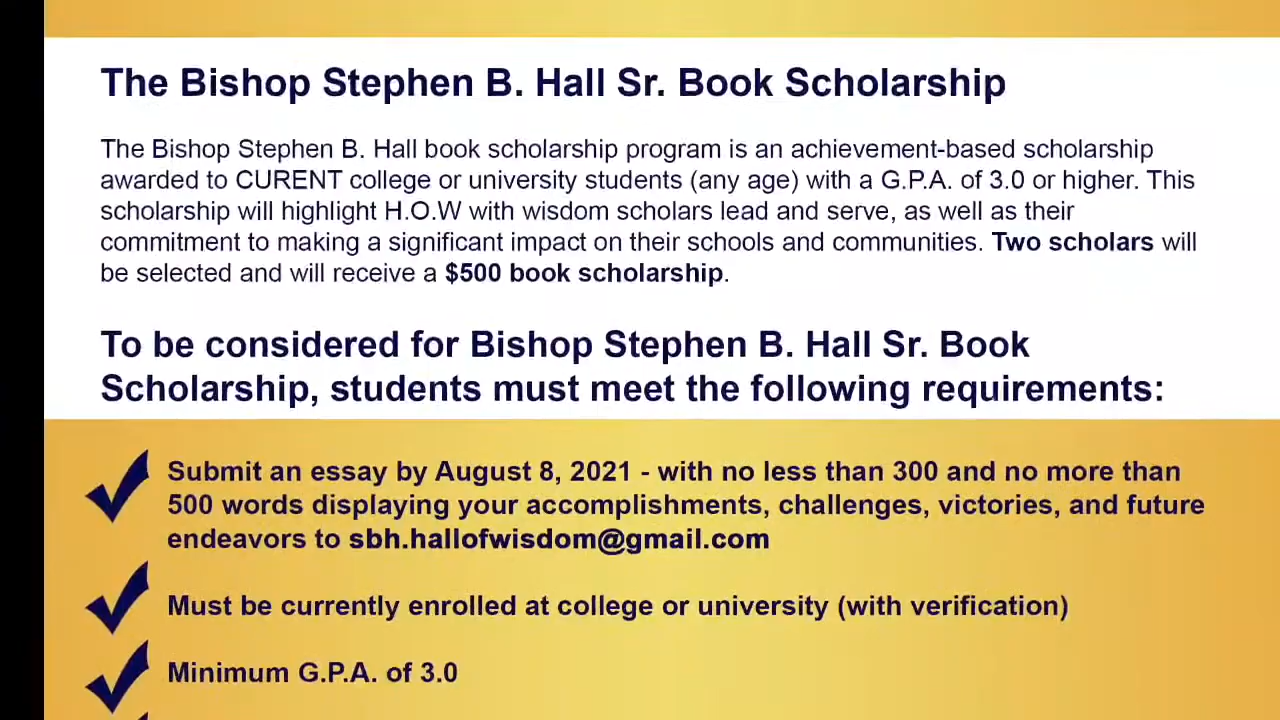 The Bishop Stephen B. Hall Sr. Book Scholarship
The Bishop Stephen B. Hall book scholarship program is an achievement-based scholarship
awarded to CURENT college or university students (any age) with a G.P.A. of 3.0 or higher. This
scholarship will highlight H.O.W with wisdom scholars lead and serve, as well as their
commitment to making a significant impact on their schools and communities. Two scholars will
be selected and will receive a $500 book scholarship.
To be considered for Bishop Stephen B. Hall Sr. Book
Scholarship, students must meet the following requirements:
Submit an essay by August 8, 2021 - with no less than 300 and no more than
500 words displaying your accomplishments, challenges, victories, and future
endeavors to sbh.hallofwisdom@gmail.com
Must be currently enrolled at college or university (with verification)
Minimum G.P.A. of 3.0